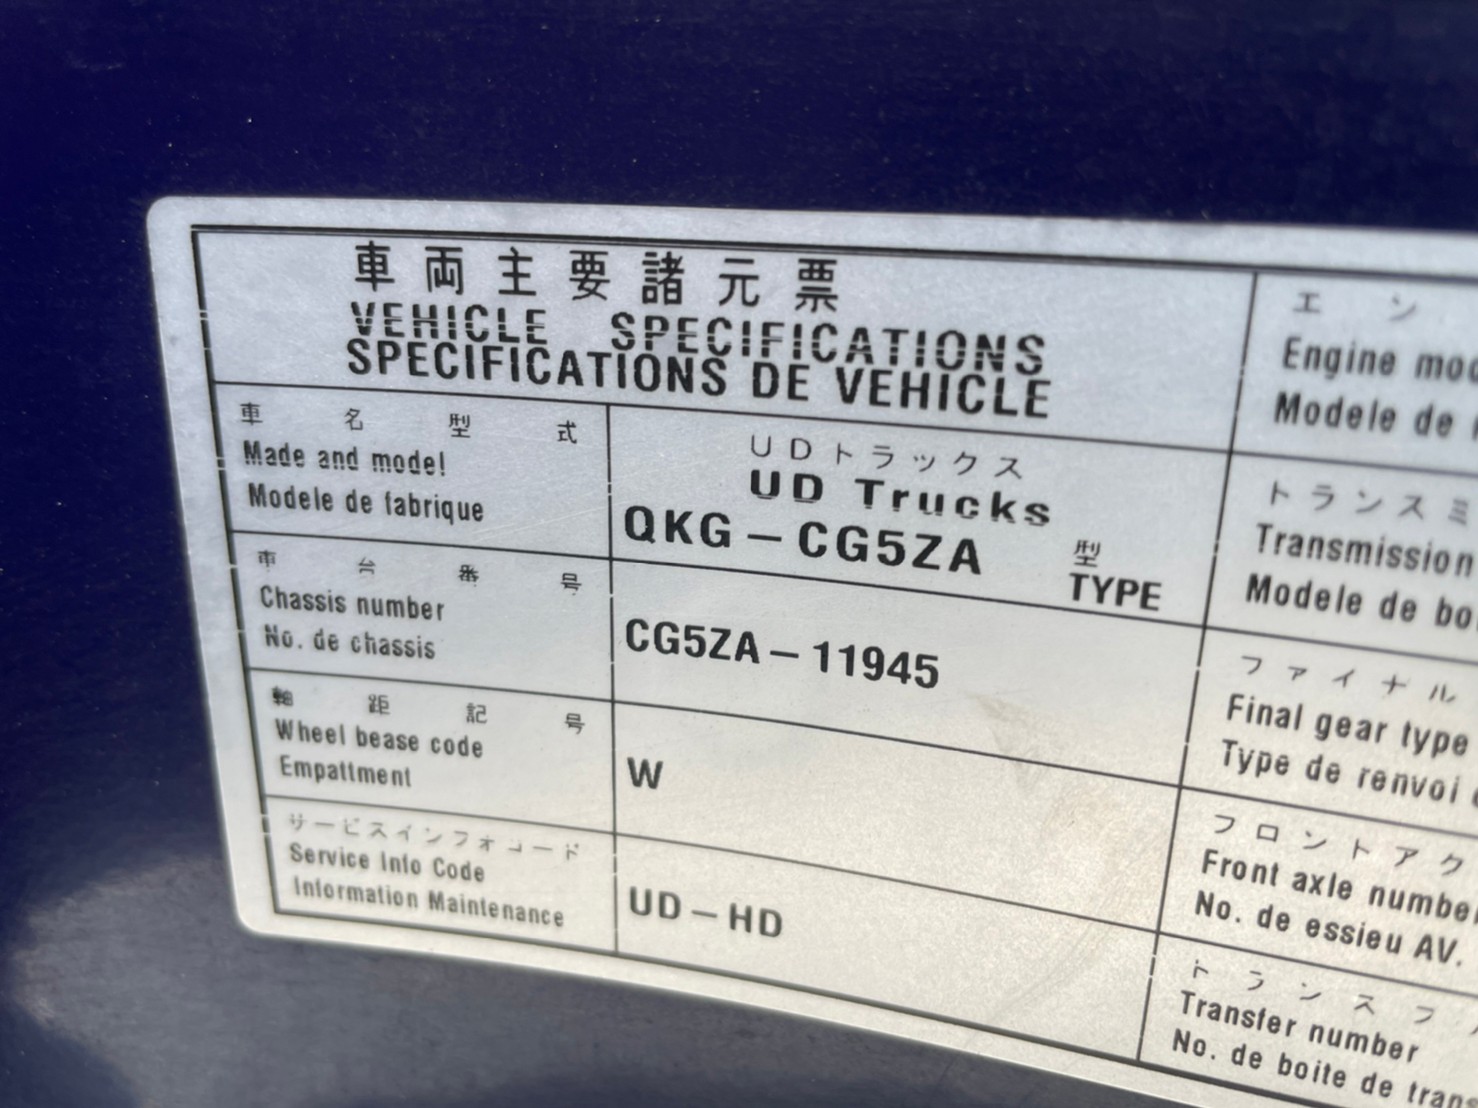 車両主要諸元票
VEHICLE SPECIFICATIONS
SPECIFICATIONS DE VEHICLE
車名型式
Made and model
Modele de fabrique
UDトラックス
UD Trucks
QKG-CG5ZA 型
TYPE
車台番号
Chassis number
No. de chassis
CG5ZA-11945
軸距記号
Wheel bease code
Empattment
W
サービスインフォコード
Service Info Code
Information Maintenance
UD-HD
エン
Engine mod
Modele de
トランスミ
Transmission
Modele de bo
ファイナル
Final gear type
Type de renvoi
フロントアク
Front axle number
No. de essieu AV.
トランスフ
Transfer number
No. de boite de trans